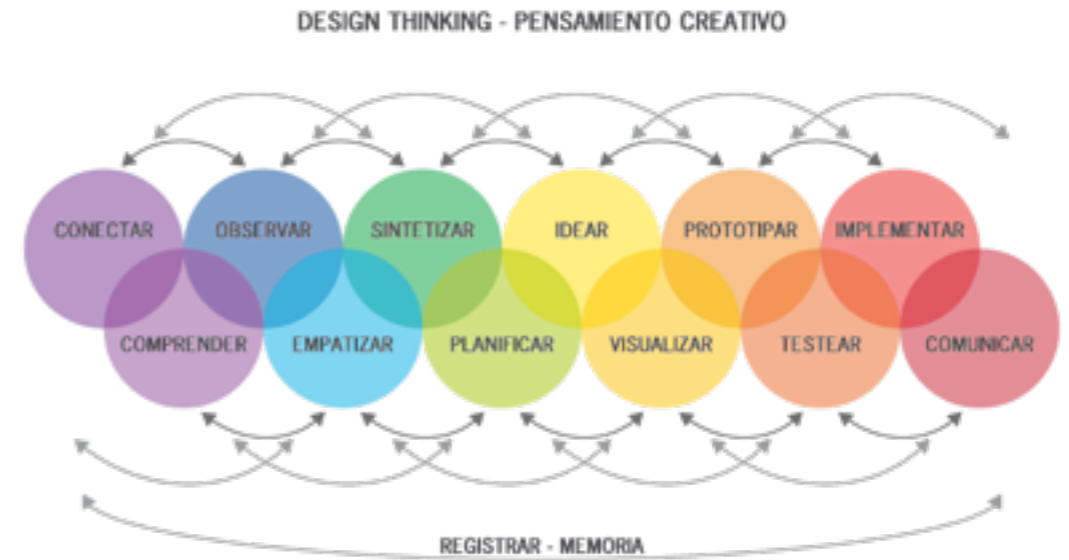 DESIGN THINKING - PENSAMIENTO CREATIVO
CONECTAR
OBSERVAR
SINTETIZAR
IDEAR
PROTOTIPAR
IMPLEMENTAR
COMPRENDER
EMPATIZAR
PLANIFICAR
VISUALIZAR
TESTEAR
COMUNICAR
REGISTRAR - MEMORIA